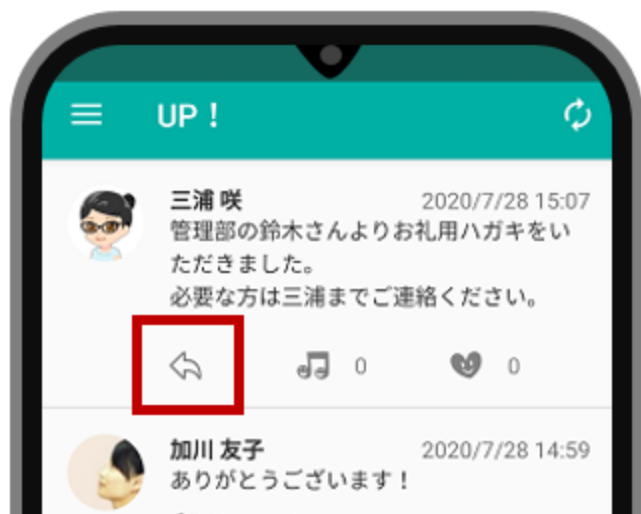 UP！
三浦 咲 2020/7/28 15:07
管理部の鈴木さんよりお礼用ハガキをい
ただきました。
必要な方は三浦までご連絡ください。
0 0
加川 友子 2020/7/28 14:59
ありがとうございます！